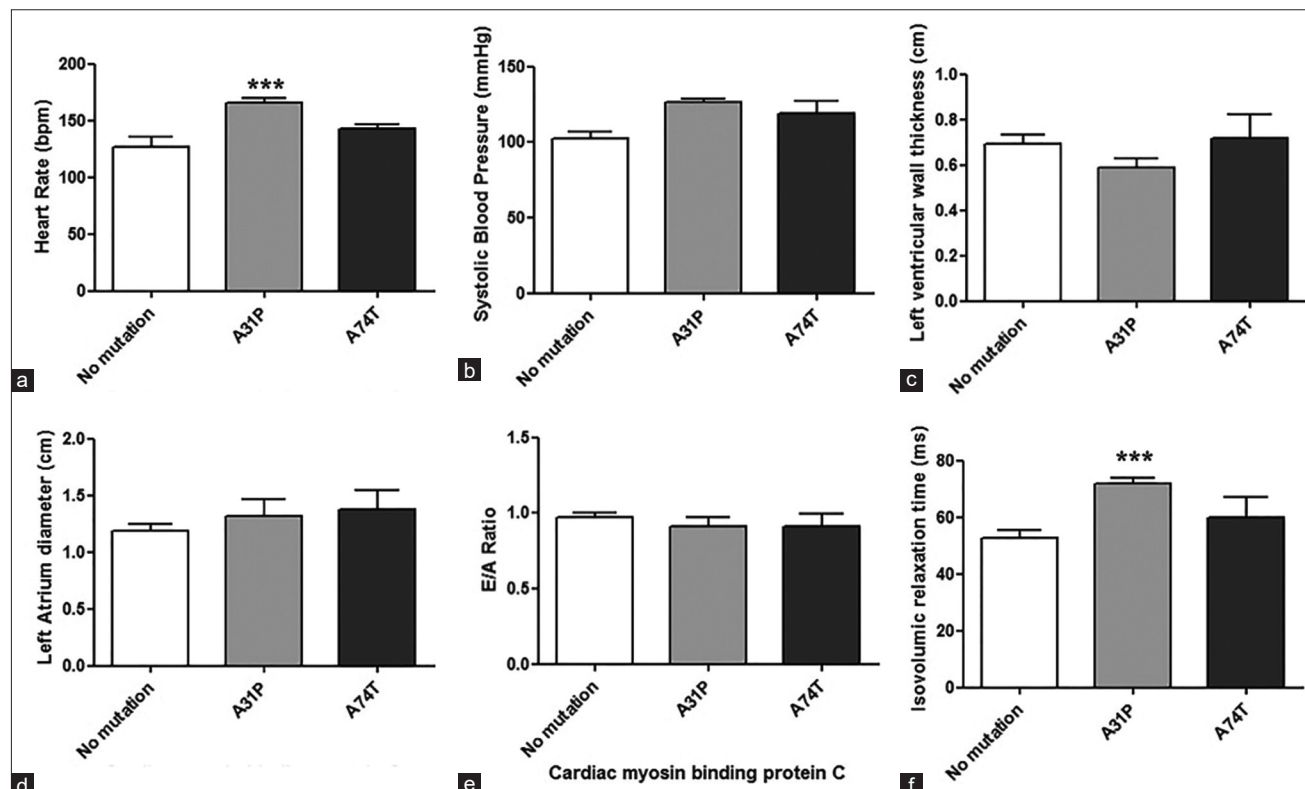 Heart Rate (bpm)
200
150
100
50
0
***
No mutation
A31P
A74T
a
Systolic Blood Pressure (mmHg)
150
100
50
0
No mutation
A31P
A74T
b
Left ventricular wall thickness (cm)
1.0
0.8
0.6
0.4
0.2
0.0
No mutation
A31P
A74T
c
Left Atrium diameter (cm)
2.0
1.5
1.0
0.5
0.0
No mutation
A31P
A74T
d
E/A Ratio
1.5
1.0
0.5
0.0
No mutation
A31P
A74T
Cardiac myosin binding protein C
e
Isovolumic relaxation time (ms)
80
60
40
20
0
***
No mutation
A31P
A74T
f